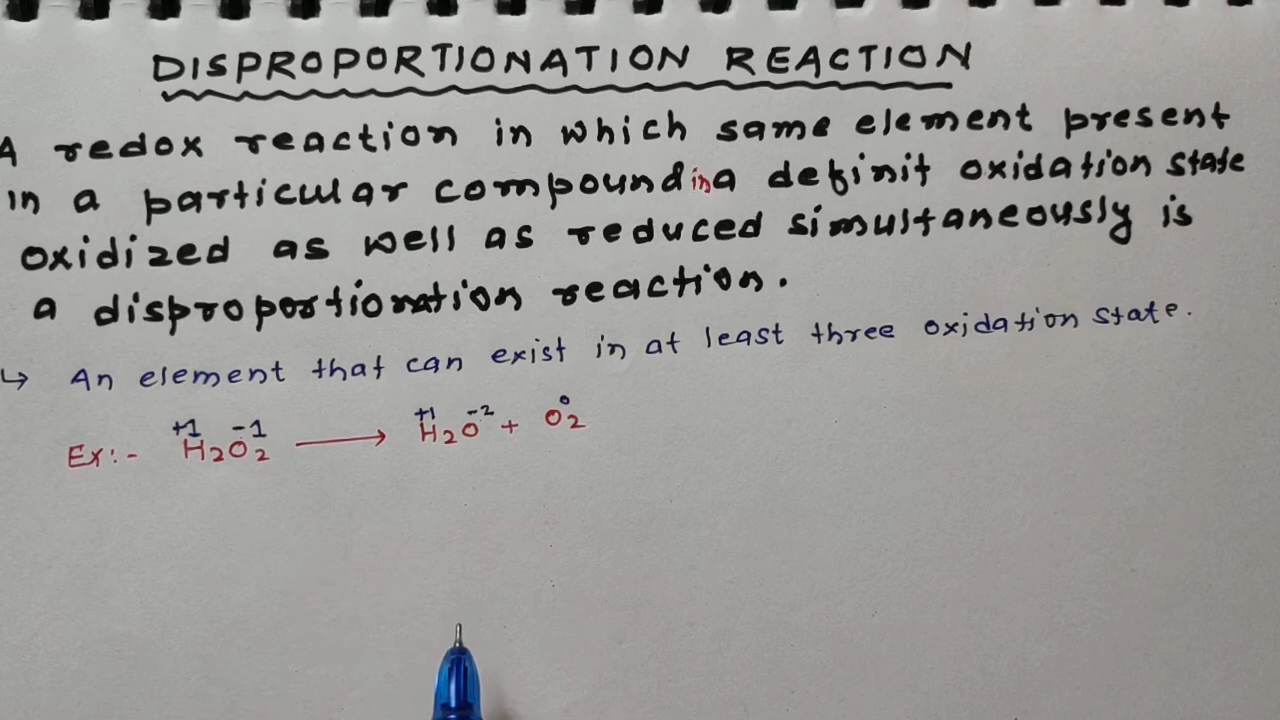 DISPROPORTIONATION REACTION
A redox reaction in which same element present
in a particular compound in a definit oxidation state
oxidized as well as reduced simultaneously is
a disproportionation reaction.
↳ An element that can exist in at least three oxidation state.
+1 -1 +1 -2 0
Ex:- H2O2 ⟶ H2O + O2